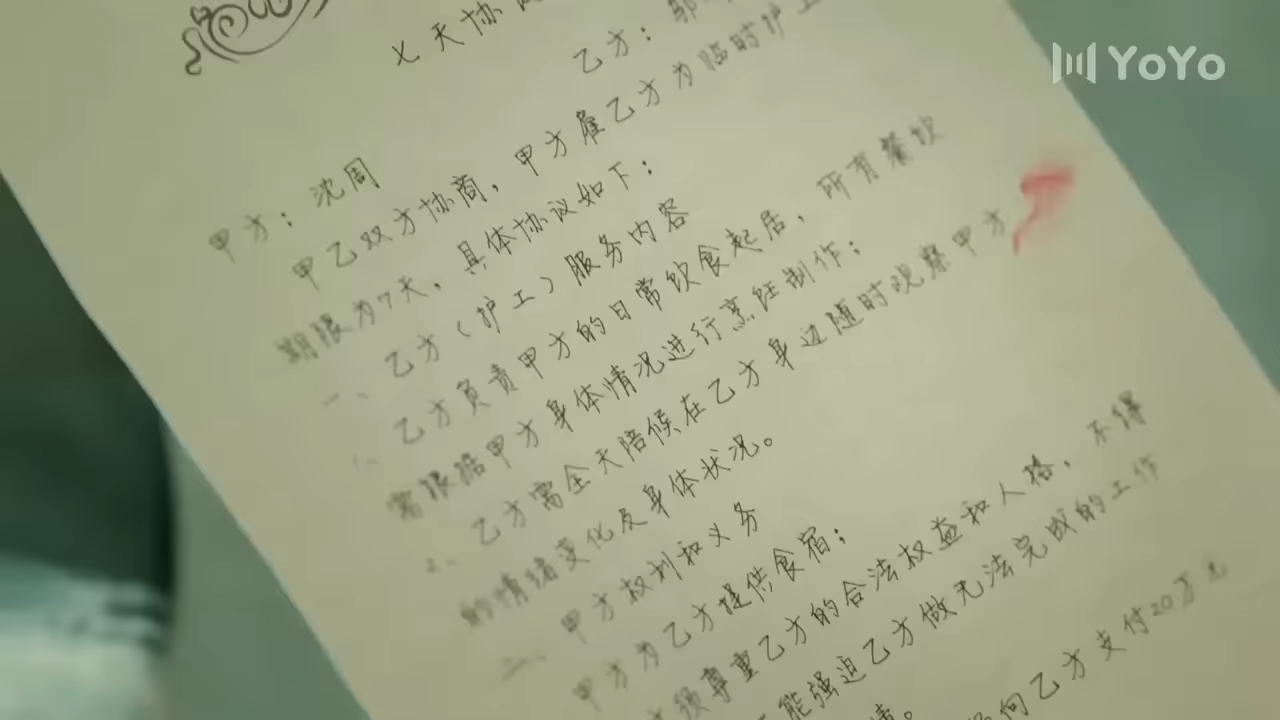 YoYo
七天协议
甲方：沈周
乙方：
甲乙双方协商，甲方雇乙方为临时护工
期限为7天，具体协议如下：
一、乙方（护工）服务内容
1、乙方负责甲方的日常饮食起居，所有餐饮
需根据甲方身体情况进行烹饪制作；
2、乙方需全天陪候在乙方身边随时观察甲方
的情绪变化及身体状况。
二、甲方权利和义务
甲方为乙方提供食宿；
须尊重乙方的合法权益和人格，不得
能强迫乙方做无法完成的工作
情。
向乙方支付20万元